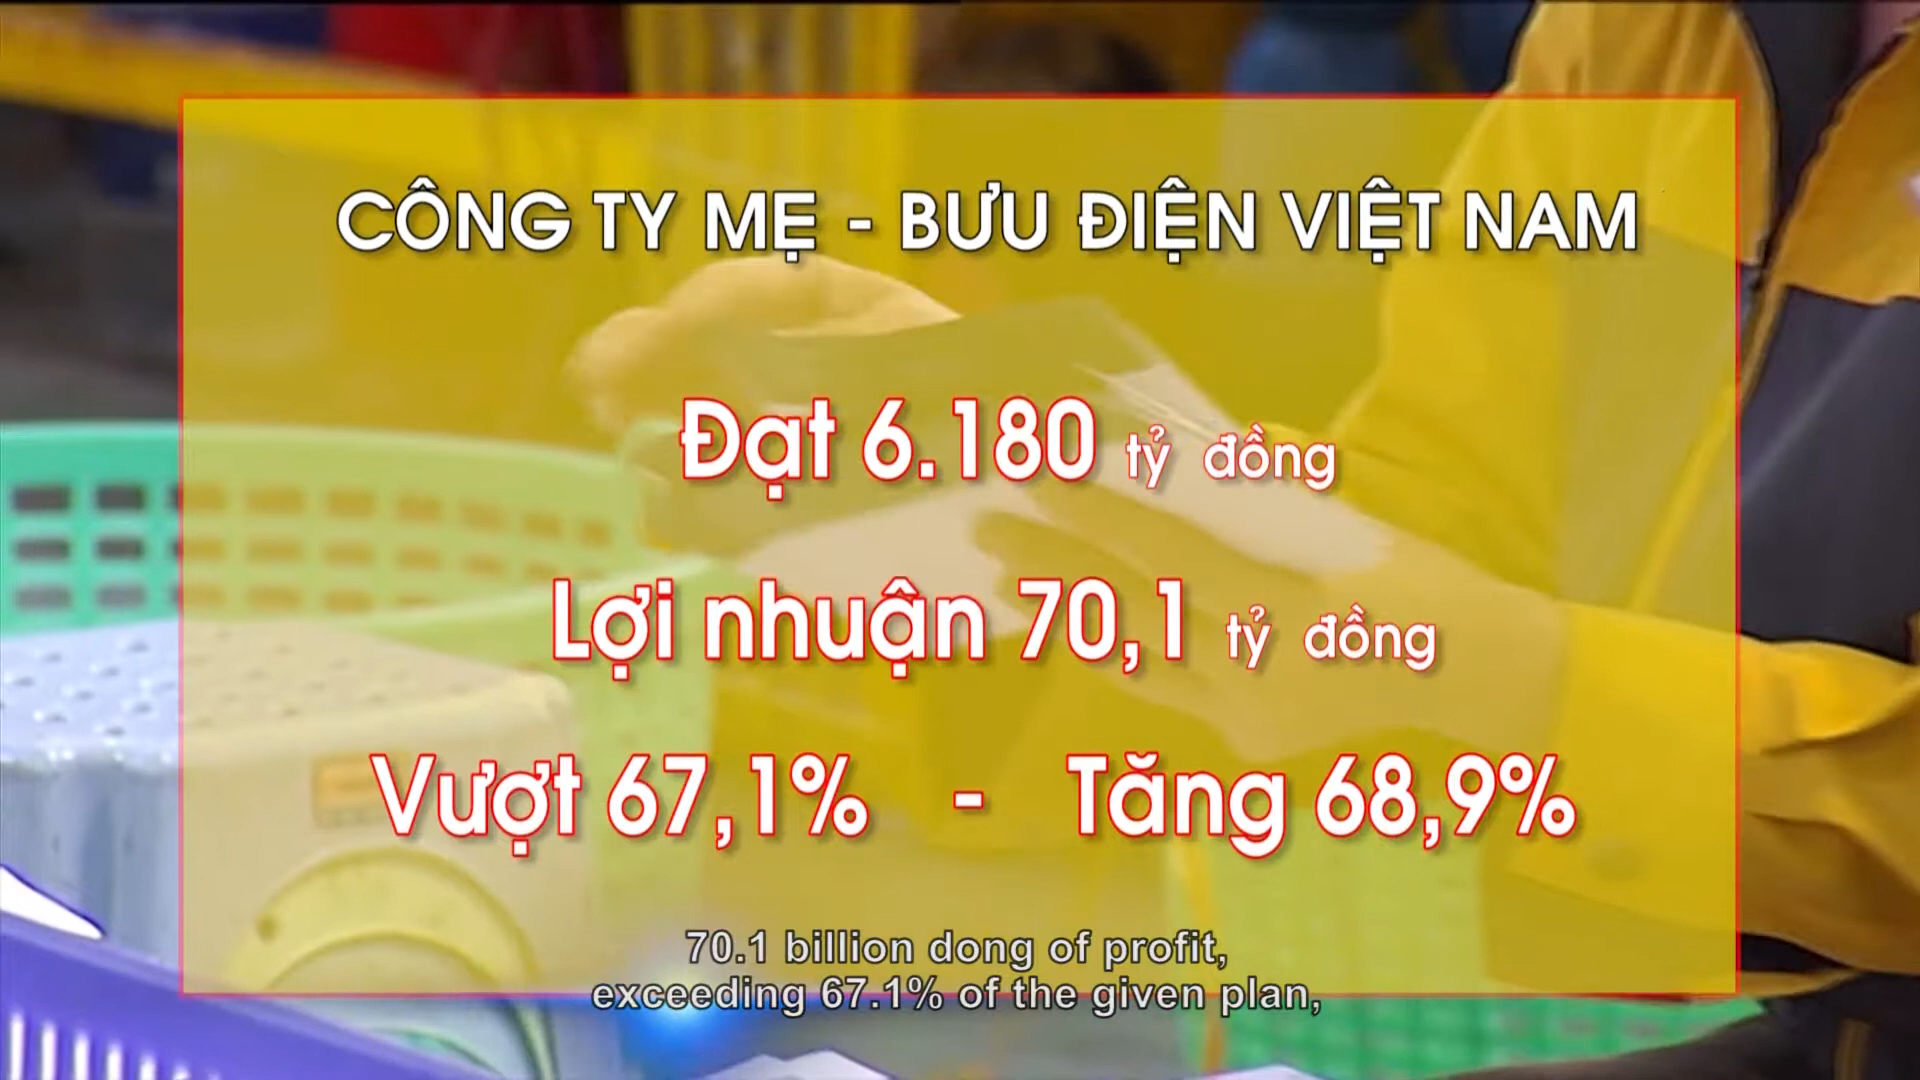 CÔNG TY MẸ - BƯU ĐIỆN VIỆT NAM
Đạt 6.180 tỷ đồng
Lợi nhuận 70,1 tỷ đồng
Vượt 67,1% - Tăng 68,9%
70.1 billion dong of profit,
exceeding 67.1% of the given plan,